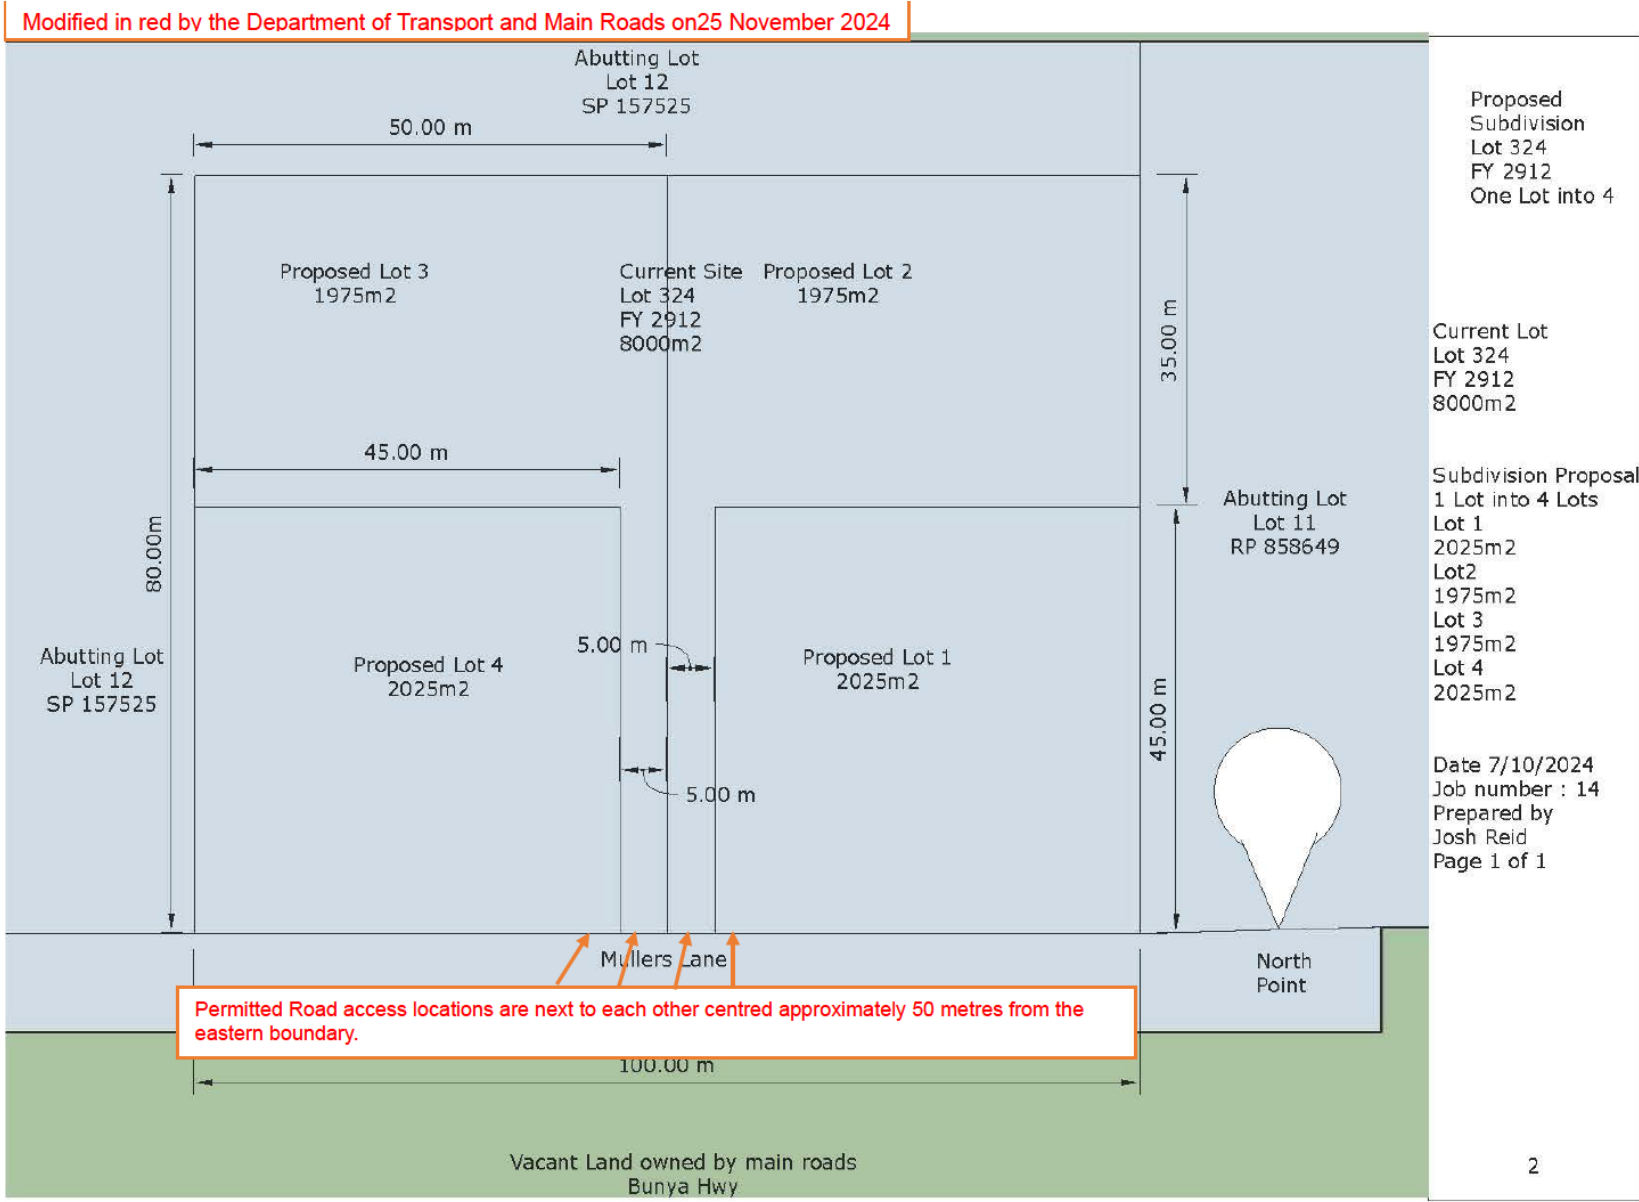 Modified in red by the Department of Transport and Main Roads on25 November 2024
Abutting Lot
Lot 12
SP 157525
50.00 m
Proposed
Subdivision
Lot 324
FY 2912
One Lot into 4
Proposed Lot 3
1975m2
Current Site
Lot 324
FY 2912
8000m2
Proposed Lot 2
1975m2
35.00 m
Current Lot
Lot 324
FY 2912
8000m2
45.00 m
80.00m
Abutting Lot
Lot 11
RP 858649
Subdivision Proposal
1 Lot into 4 Lots
Lot 1
2025m2
Lot2
1975m2
Lot 3
1975m2
Lot 4
2025m2
Abutting Lot
Lot 12
SP 157525
Proposed Lot 4
2025m2
5.00 m
Proposed Lot 1
2025m2
45.00 m
5.00 m
Date 7/10/2024
Job number : 14
Prepared by
Josh Reid
Page 1 of 1
Mullers Lane
North
Point
Permitted Road access locations are next to each other centred approximately 50 metres from the
eastern boundary.
100.00 m
Vacant Land owned by main roads
Bunya Hwy
2